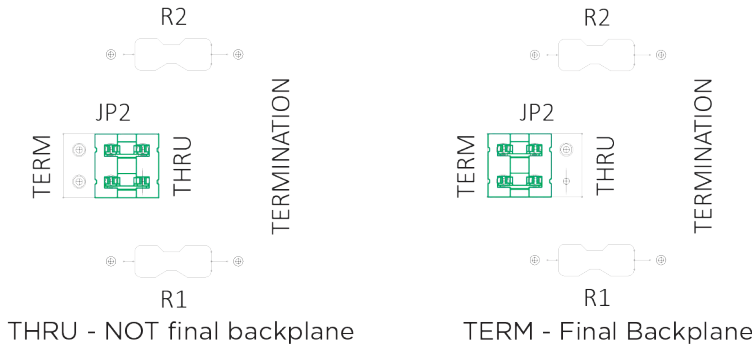 R2
JP2
TERM
THRU
TERMINATION
R1
THRU - NOT final backplane
R2
JP2
TERM
THRU
TERMINATION
R1
TERM - Final Backplane